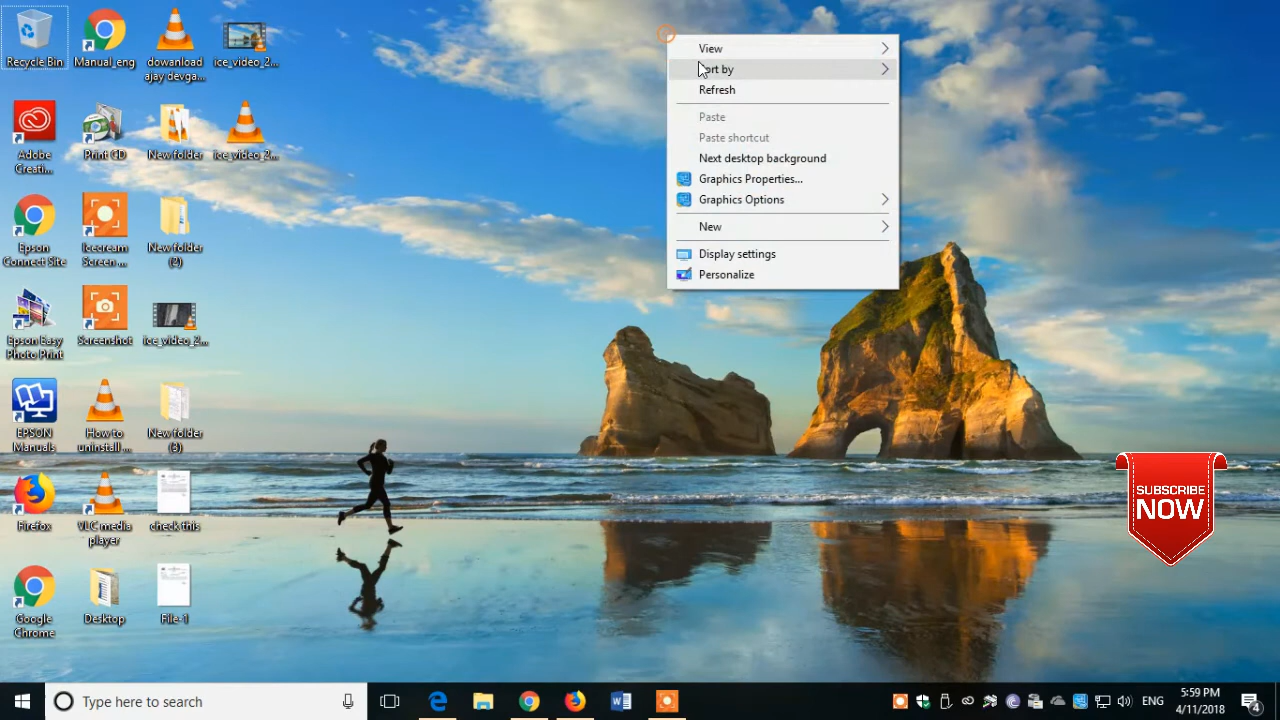 Recycle Bin
Manual_eng
dowanload
ajay devga...
ice_video_2...
Adobe
Creati...
Print CD
New folder
ice_video_2...
Epson
Connect Site
Icecream
Screen ...
New folder
(2)
Epson Easy
Photo Print
Screenshot
ice_video_2...
EPSON
Manuals
How to
uninstall ...
New folder
(3)
Firefox
VLC media
player
check this
Google
Chrome
Desktop
File-1
View
Sort by
Refresh
Paste
Paste shortcut
Next desktop background
Graphics Properties...
Graphics Options
New
Display settings
Personalize
SUBSCRIBE
NOW
Type here to search
ENG
5:59 PM
4/11/2018
4